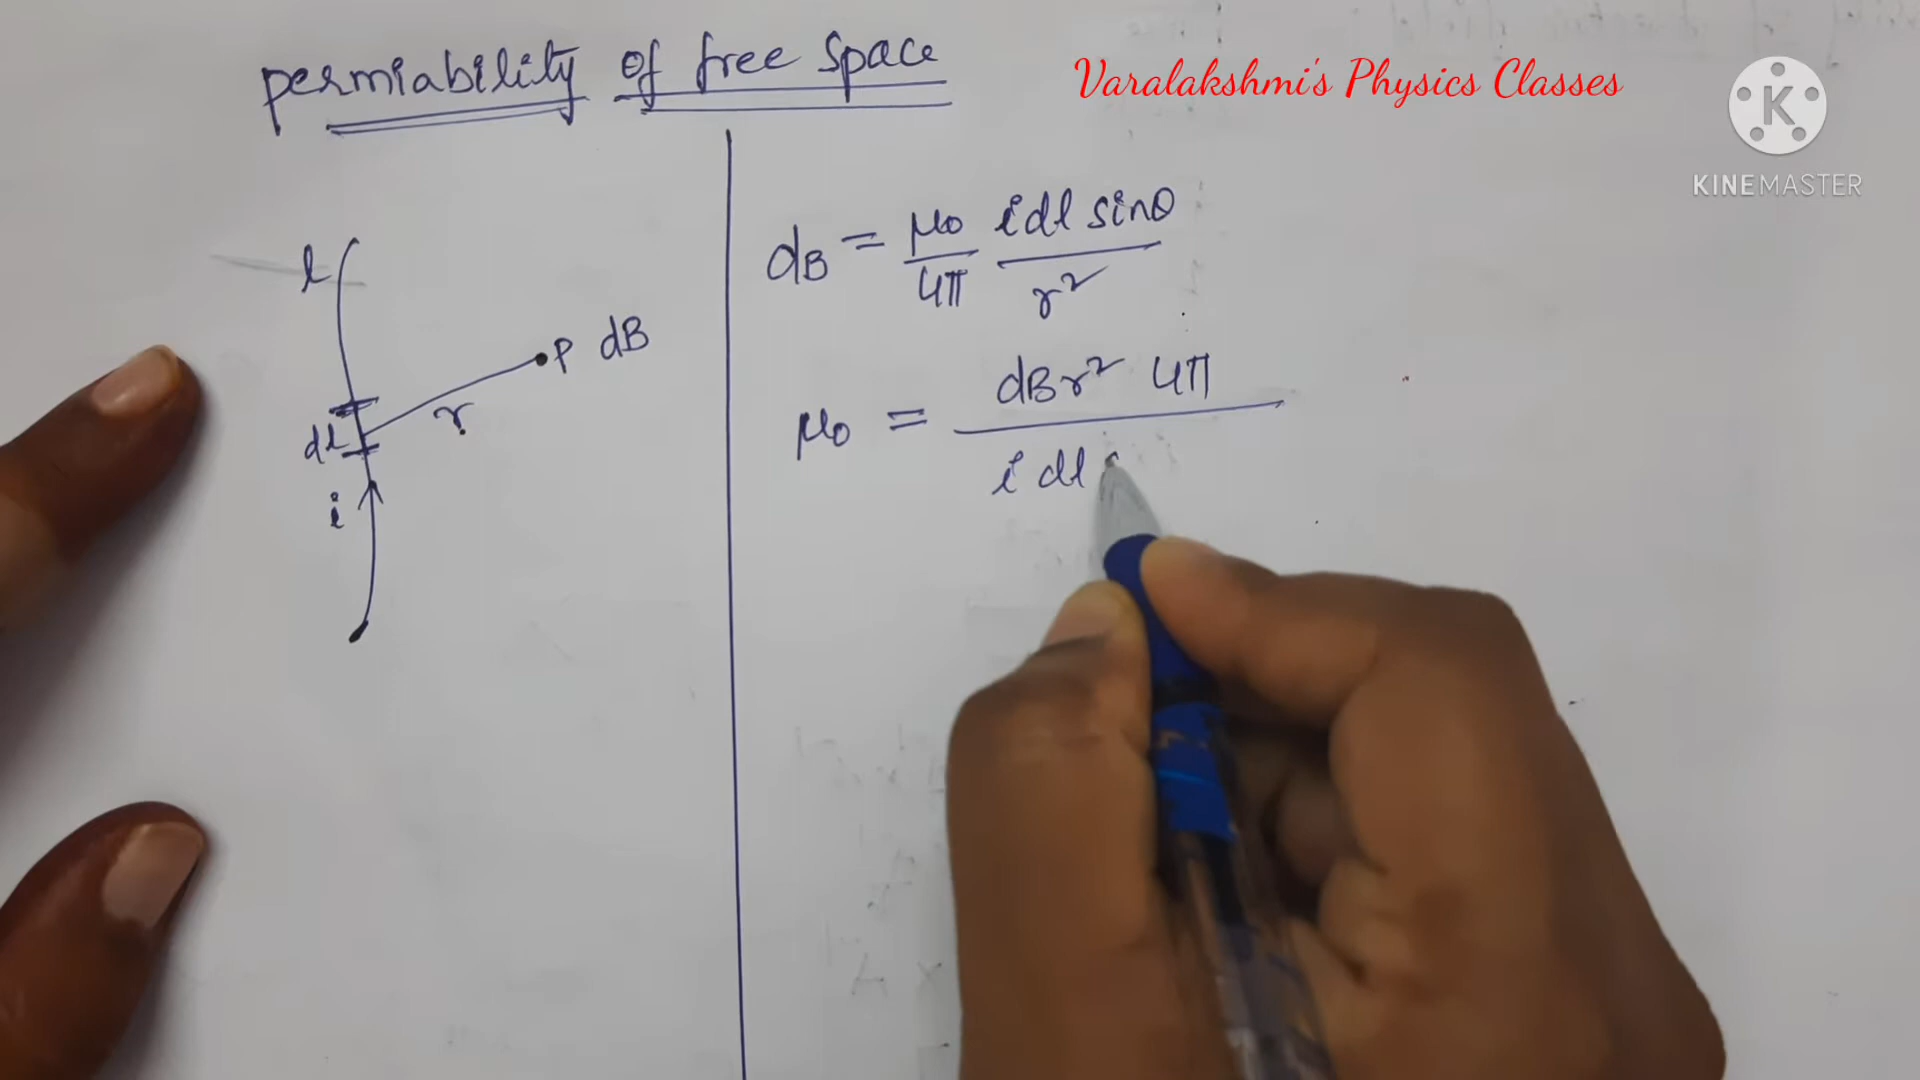 permiability of free space
Varalakshmi's Physics Classes
K
KINEMASTER
l
P dB
r
dl
i
dB = μ0/4π idl sinθ/r²
μ0 = dBr² 4π / i dl